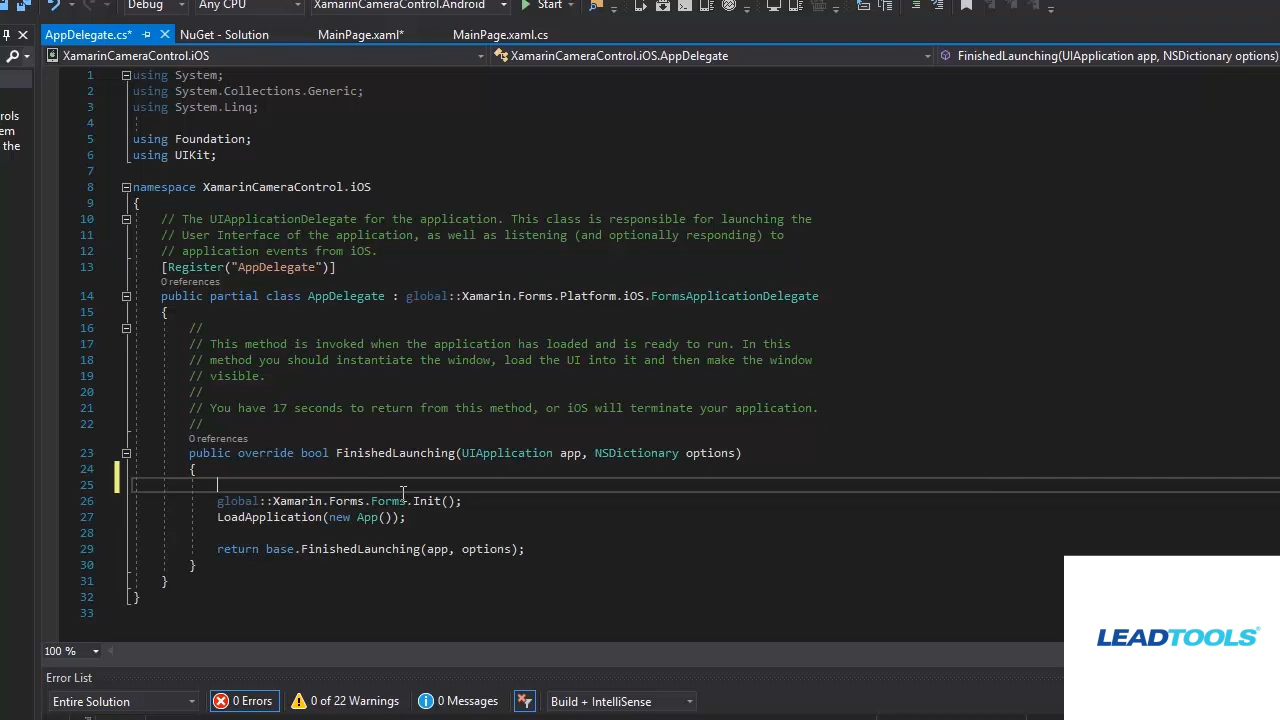 Debug Any CPU XamarinCameraControl.Android Start
AppDelegate.cs* NuGet - Solution MainPage.xaml* MainPage.xaml.cs
XamarinCameraControl.iOS XamarinCameraControl.iOS.AppDelegate FinishedLaunching(UIApplication app, NSDictionary options)
rols
em
the
1 using System;
2 using System.Collections.Generic;
3 using System.Linq;
4
5 using Foundation;
6 using UIKit;
7
8 namespace XamarinCameraControl.iOS
9 {
10 // The UIApplicationDelegate for the application. This class is responsible for launching the
11 // User Interface of the application, as well as listening (and optionally responding) to
12 // application events from iOS.
13 [Register("AppDelegate")]
0 references
14 public partial class AppDelegate : global::Xamarin.Forms.Platform.iOS.FormsApplicationDelegate
15 {
16 //
17 // This method is invoked when the application has loaded and is ready to run. In this
18 // method you should instantiate the window, load the UI into it and then make the window
19 // visible.
20 //
21 // You have 17 seconds to return from this method, or iOS will terminate your application.
22 //
0 references
23 public override bool FinishedLaunching(UIApplication app, NSDictionary options)
24 {
25
26 global::Xamarin.Forms.Forms.Init();
27 LoadApplication(new App());
28
29 return base.FinishedLaunching(app, options);
30 }
31 }
32 }
33
100 %
LEADTOOLS
Error List
Entire Solution 0 Errors 0 of 22 Warnings 0 Messages Build + IntelliSense